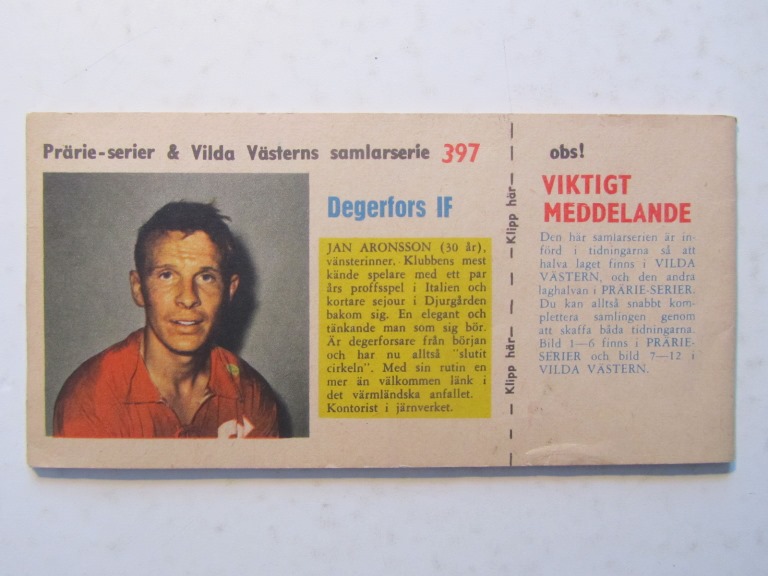 Prärie-serier & Vilda Västerns samlarserie 397
Degerfors IF
JAN ARONSSON (30 år),
vänsterinner. Klubbens mest
kände spelare med ett par
års proffsspel i Italien och
kortare sejour i Djurgården
bakom sig. En elegant och
tänkande man som sig bör.
Är degerforsare från början
och har nu alltså "slutit
cirkeln". Med sin rutin en
mer än välkommen länk i
det värmländska anfallet.
Kontorist i järnverket.
Klipp här
Klipp här
obs!
VIKTIGT
MEDDELANDE
Den här samlarserien är in-
förd i tidningarna så att
halva laget finns i VILDA
VÄSTERN, och den andra
laghalvan i PRÄRIE-SERIER.
Du kan alltså snabbt kom-
plettera samlingen genom
att skaffa båda tidningarna.
Bild 1—6 finns i PRÄRIE-
SERIER och bild 7—12 i
VILDA VÄSTERN.